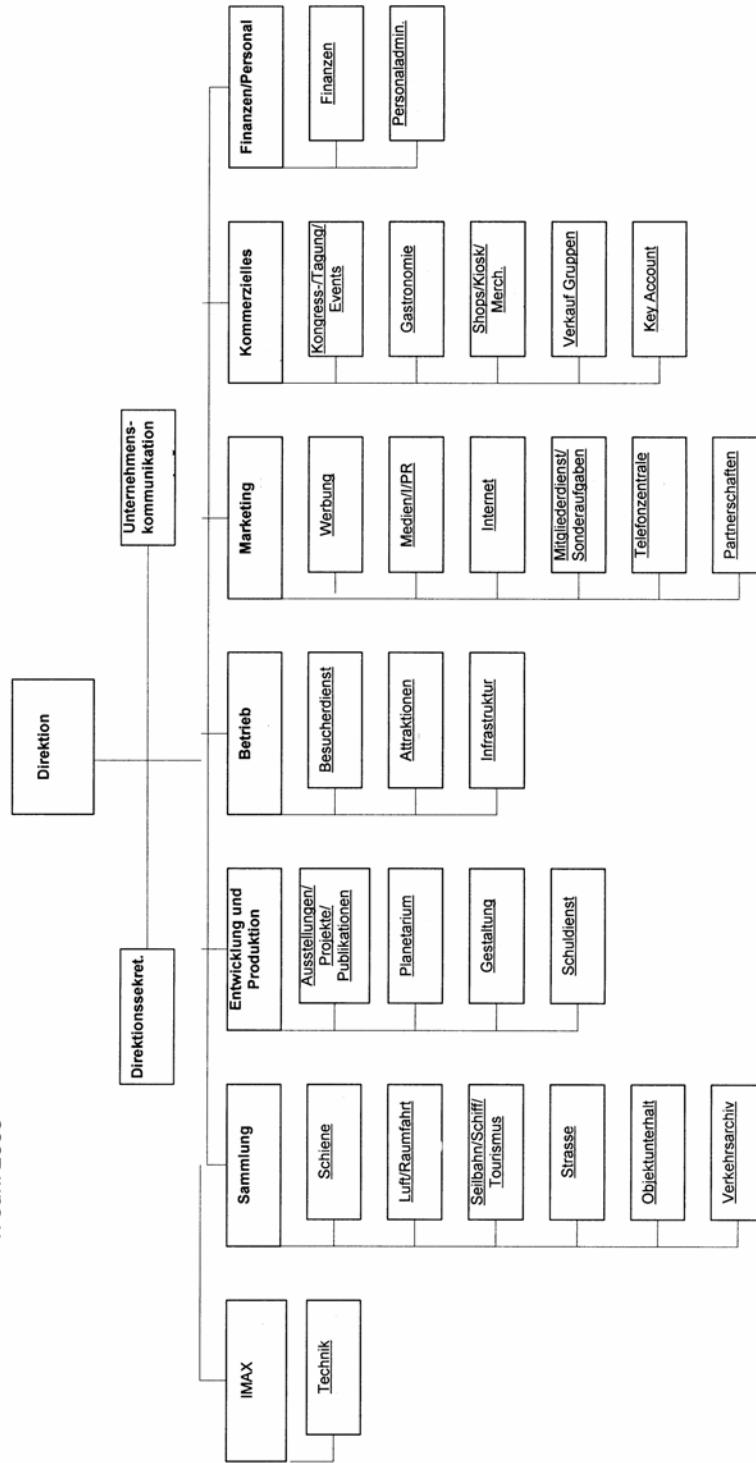 Direktion
Direktionssekret.
Unternehmens-
kommunikation
IMAX
Technik
Sammlung
Schiene
Luft/Raumfahrt
Seilbahn/Schiff/
Tourismus
Strasse
Objektunterhalt
Verkehrsarchiv
Entwicklung und
Produktion
Ausstellungen/
Projekte/
Publikationen
Planetarium
Gestaltung
Schuldienst
Betrieb
Besucherdienst
Attraktionen
Infrastruktur
Marketing
Werbung
Medien/I/PR
Internet
Mitgliederdienst/
Sonderaufgaben
Telefonzentrale
Partnerschaften
Kommerzielles
Kongress-/Tagung/
Events
Gastronomie
Shops/Kiosk/
Merch.
Verkauf Gruppen
Key Account
Finanzen/Personal
Finanzen
Personaladmin.